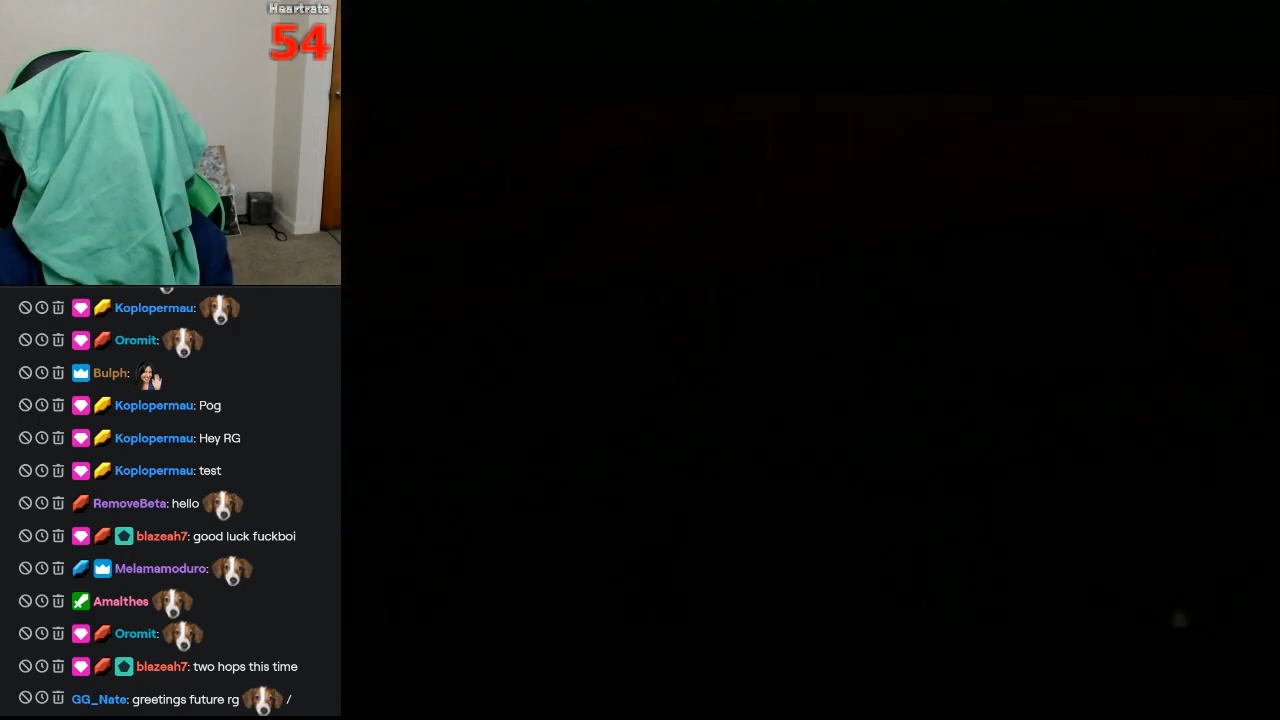 Heartrate
54
Koplopermau:
Oromit:
Bulph:
Koplopermau: Pog
Koplopermau: Hey RG
Koplopermau: test
RemoveBeta: hello
blazeah7: good luck fuckboi
Melamamoduro:
Amalthes
Oromit:
blazeah7: two hops this time
GG_Nate: greetings future rg /